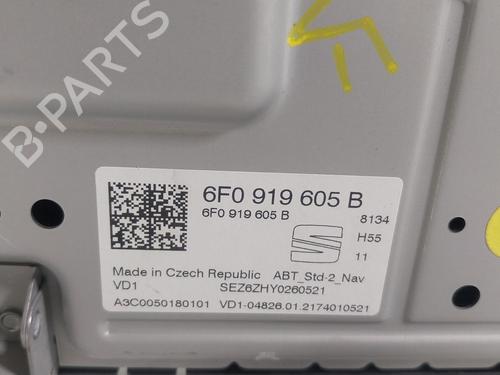 B-PARTS
6F0 919 605 B
6F0 919 605 B
8134
H55
11
Made in Czech Republic ABT_Std-2_Nav
VD1 SEZ6ZHY0260521
A3C0050180101 VD1-04826.01.2174010521